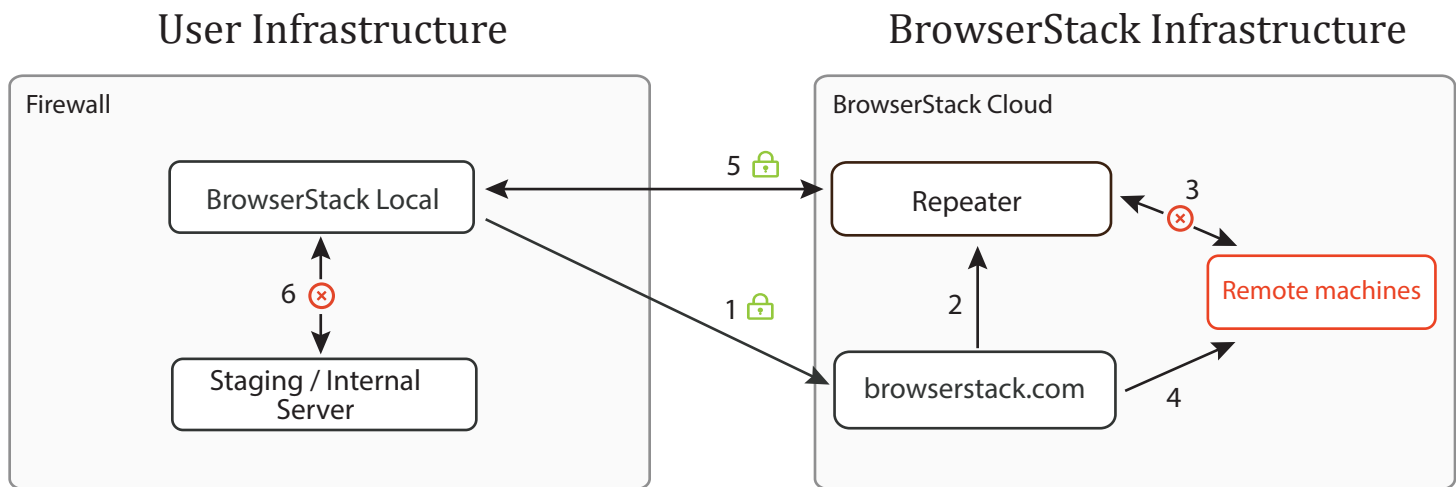 User Infrastructure
BrowserStack Infrastructure
Firewall
BrowserStack Cloud
5
3
BrowserStack Local
Repeater
6
1
2
Remote machines
Staging / Internal
Server
browserstack.com
4